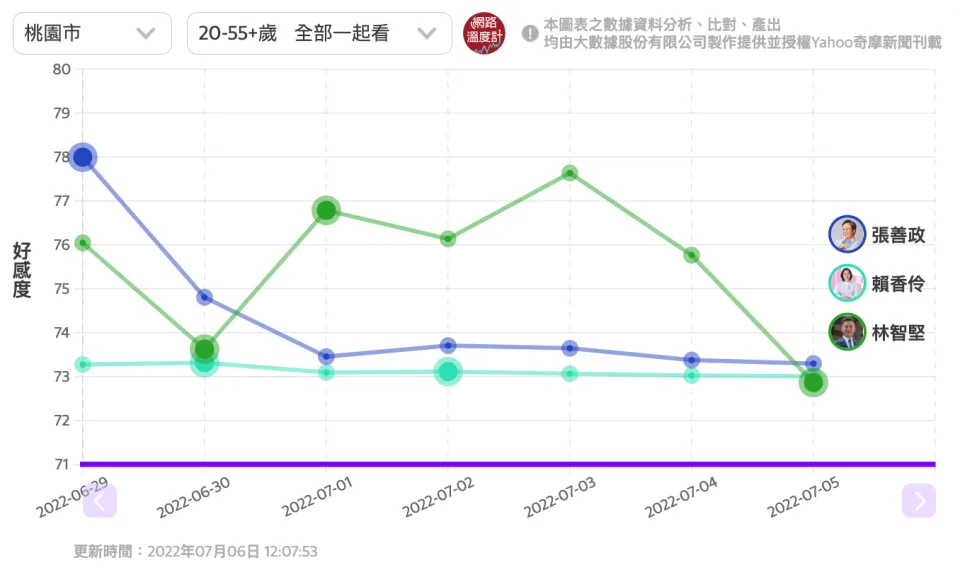 桃園市
20-55+歲 全部一起看
網路
溫度計
本圖表之數據資料分析、比對、產出
均由大數據股份有限公司製作提供並授權Yahoo奇摩新聞刊載
80
79
78
77
76
75
74
73
72
71
好感度
張善政
賴香伶
林智堅
2022-06-29
2022-06-30
2022-07-01
2022-07-02
2022-07-03
2022-07-04
2022-07-05
更新時間：2022年07月06日 12:07:53